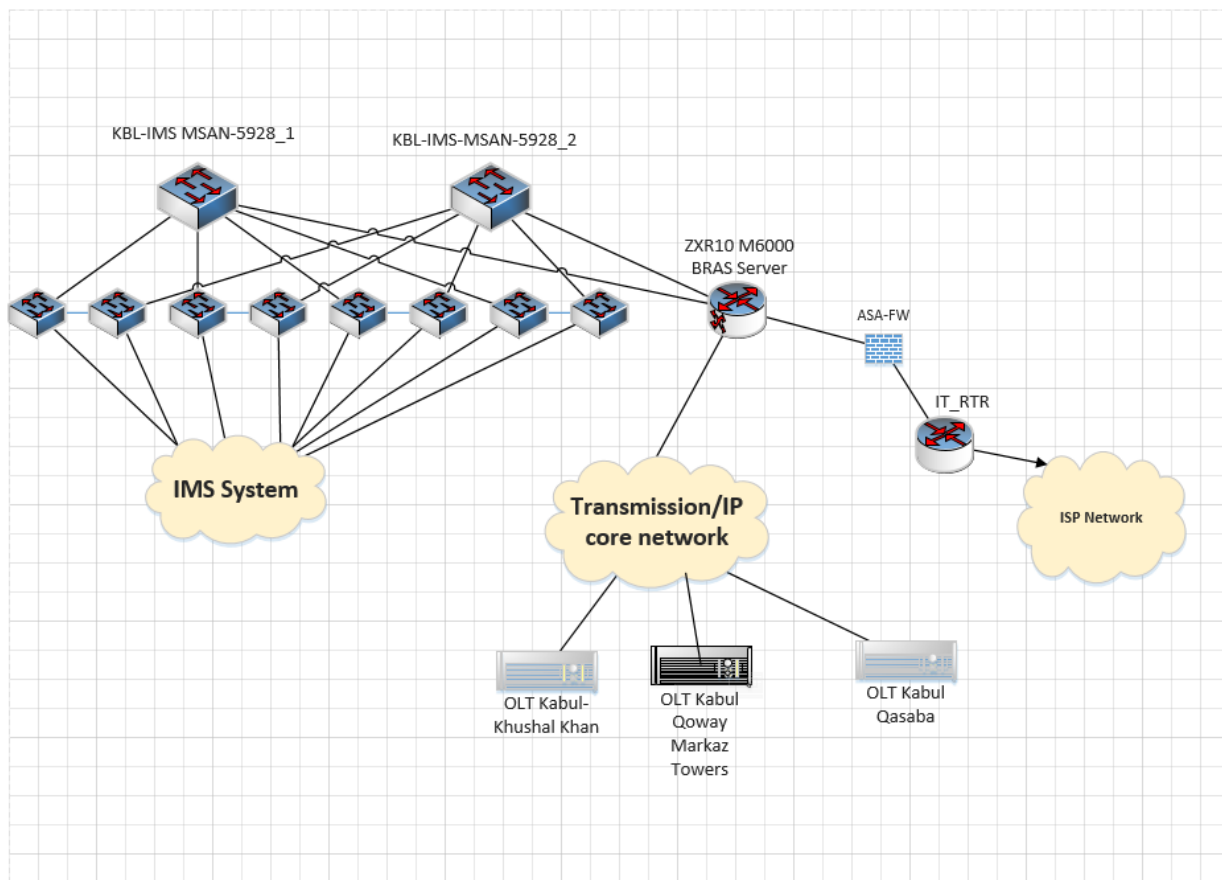 KBL-IMS MSAN-5928_1
KBL-IMS-MSAN-5928_2
ZXR10 M6000
BRAS Server
ASA-FW
IT_RTR
IMS System
Transmission/IP
core network
ISP Network
OLT Kabul-
Khushal Khan
OLT Kabul
Qoway
Markaz
Towers
OLT Kabul
Qasaba